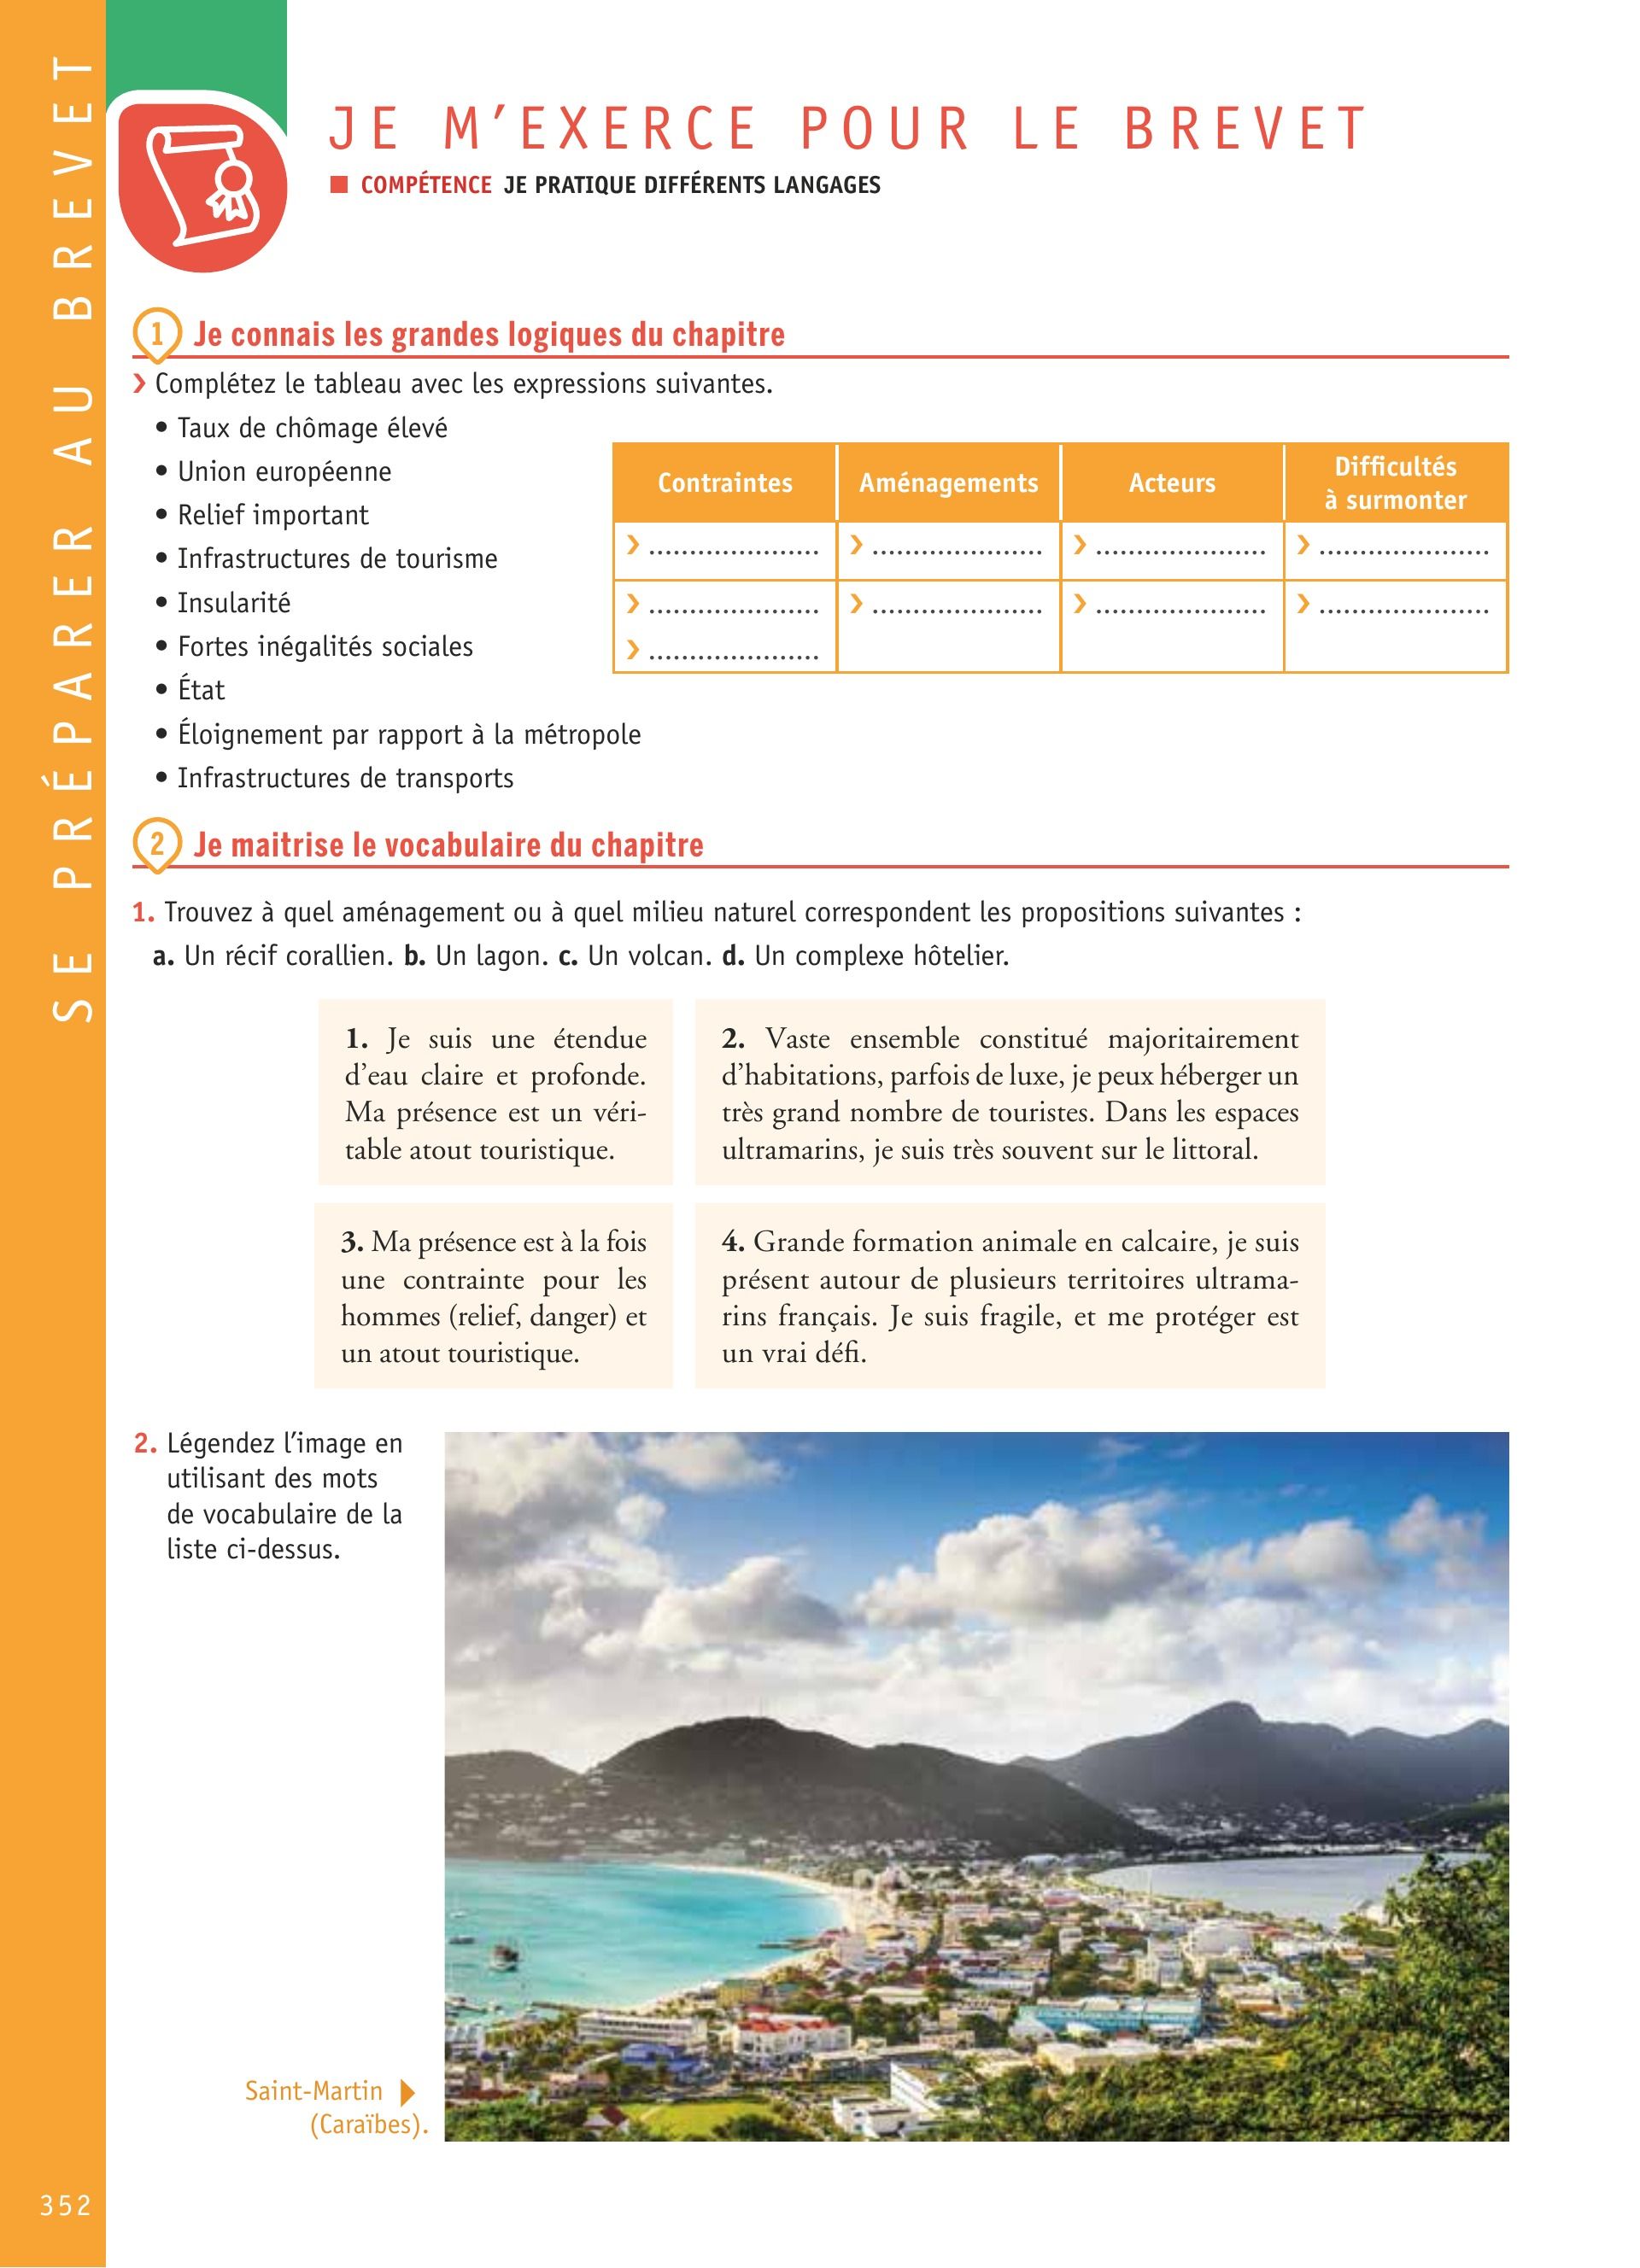 SE PRÉPARER AU BREVET
JE M'EXERCE POUR LE BREVET
COMPÉTENCE JE PRATIQUE DIFFÉRENTS LANGAGES
1 Je connais les grandes logiques du chapitre
› Complétez le tableau avec les expressions suivantes.
• Taux de chômage élevé
• Union européenne
• Relief important
• Infrastructures de tourisme
• Insularité
• Fortes inégalités sociales
• État
• Éloignement par rapport à la métropole
• Infrastructures de transports
Contraintes Aménagements Acteurs Difficultés
à surmonter
› ..................... › ..................... › ..................... › .....................
› ..................... › ..................... › ..................... › .....................
› .....................
2 Je maitrise le vocabulaire du chapitre
1. Trouvez à quel aménagement ou à quel milieu naturel correspondent les propositions suivantes :
a. Un récif corallien. b. Un lagon. c. Un volcan. d. Un complexe hôtelier.
1. Je suis une étendue
d'eau claire et profonde.
Ma présence est un véri-
table atout touristique.
2. Vaste ensemble constitué majoritairement
d'habitations, parfois de luxe, je peux héberger un
très grand nombre de touristes. Dans les espaces
ultramarins, je suis très souvent sur le littoral.
3. Ma présence est à la fois
une contrainte pour les
hommes (relief, danger) et
un atout touristique.
4. Grande formation animale en calcaire, je suis
présent autour de plusieurs territoires ultrama-
rins français. Je suis fragile, et me protéger est
un vrai défi.
2. Légendez l'image en
utilisant des mots
de vocabulaire de la
liste ci-dessus.
Saint-Martin
(Caraïbes).
352